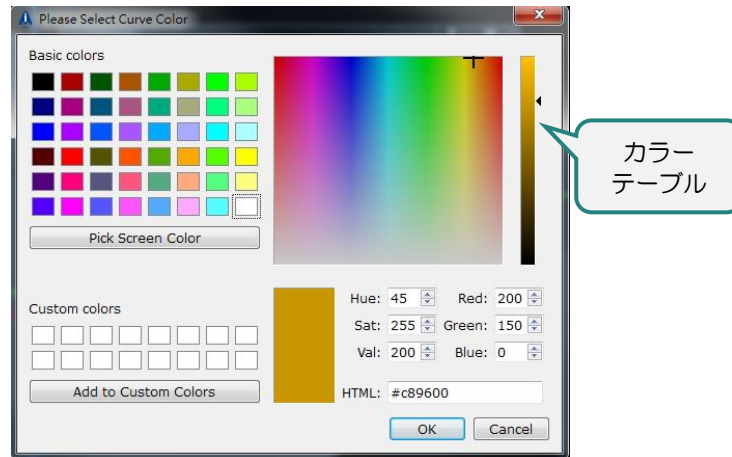 Please Select Curve Color
Basic colors
Pick Screen Color
カラー
テーブル
Custom colors
Add to Custom Colors
Hue: 45 Red: 200
Sat: 255 Green: 150
Val: 200 Blue: 0
HTML: #c89600
OK Cancel